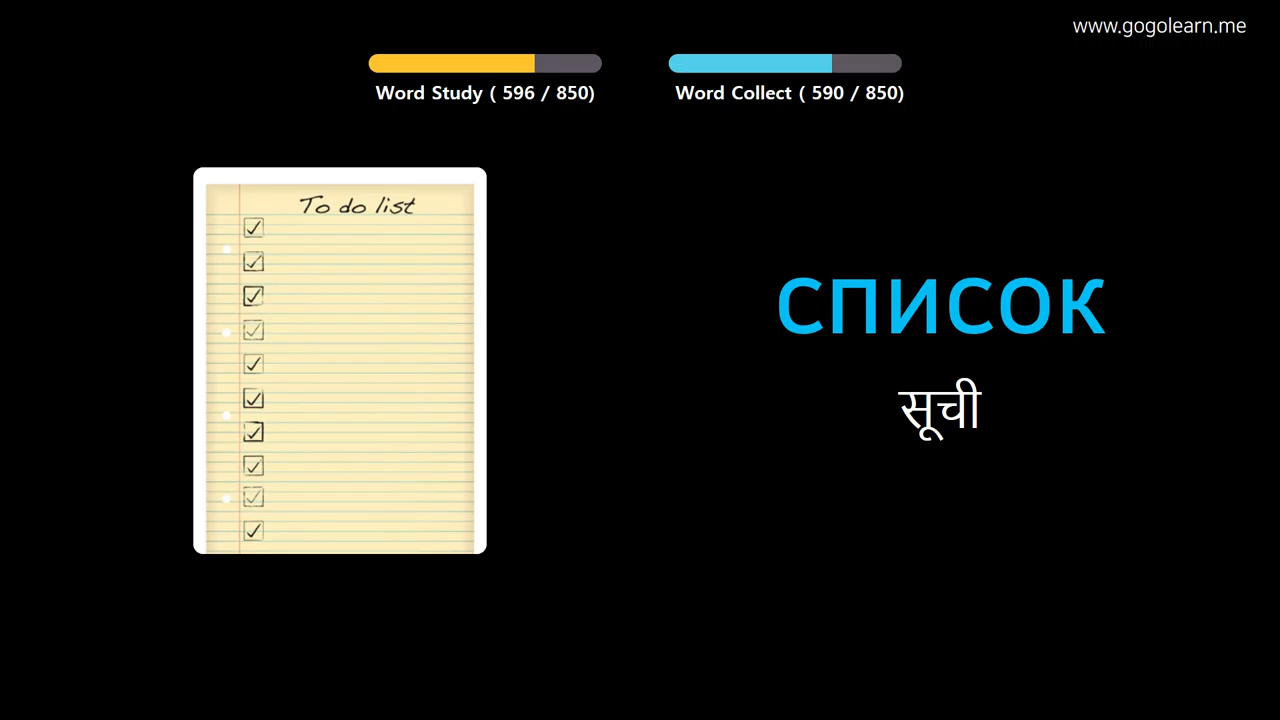 www.gogolearn.me
Word Study ( 596 / 850)
Word Collect ( 590 / 850)
To do list
список
सूची